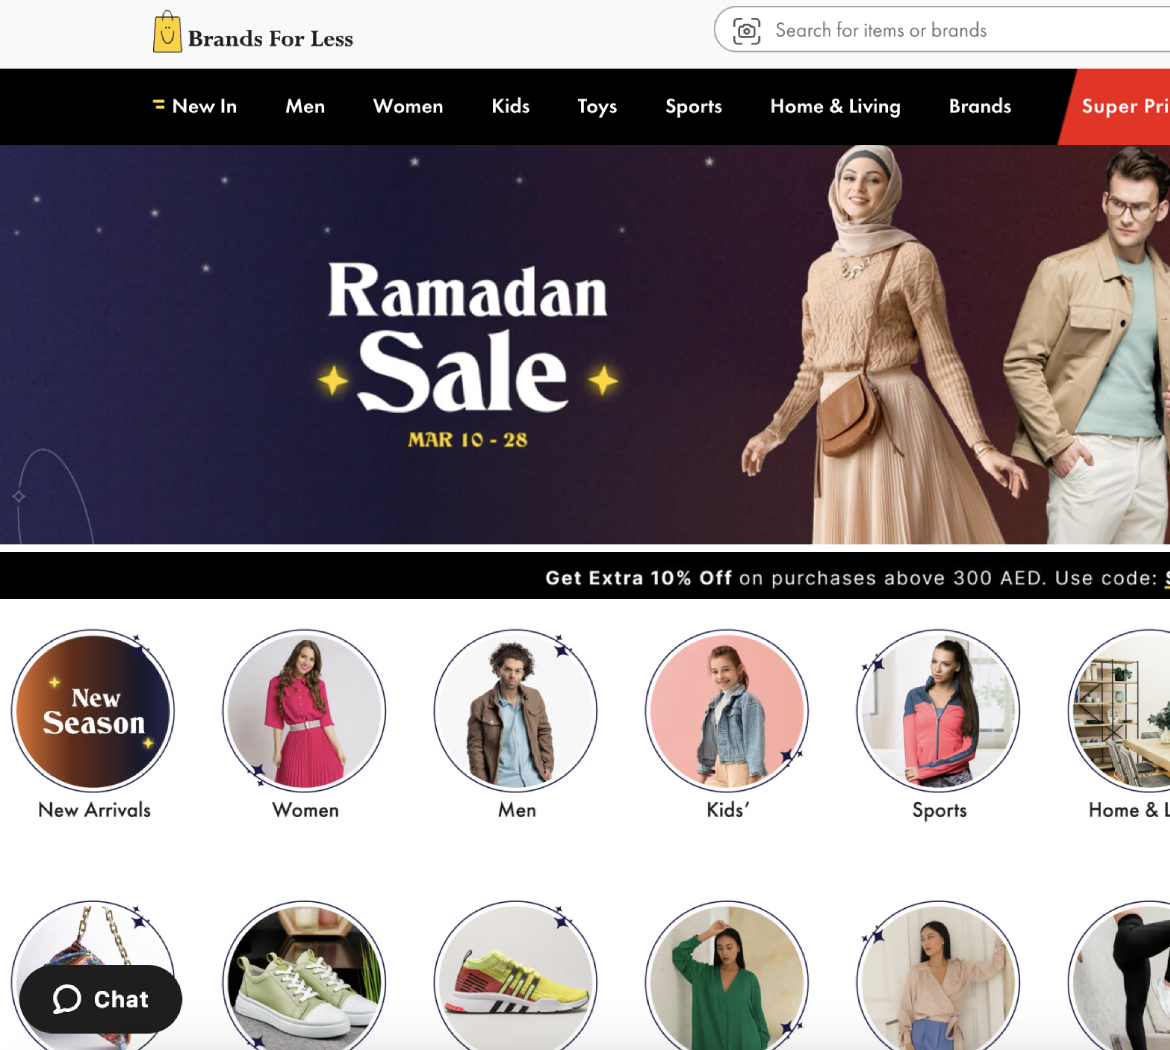 Brands For Less
Search for items or brands
New In
Men
Women
Kids
Toys
Sports
Home & Living
Brands
Super
Ramadan
Sale
MAR 10 - 28
Get Extra 10% Off on purchases above 300 AED. Use code:
New
Season
New Arrivals
Women
Men
Kids’
Sports
Home &
Chat